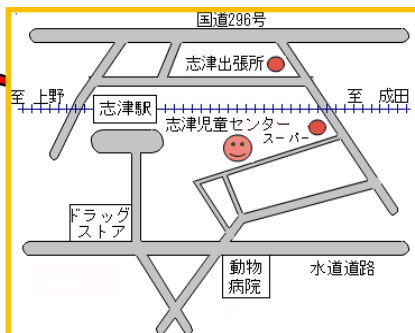 国道296号
志津出張所
至 上野
志津駅
至 成田
志津児童センター
スーパー
ドラッグ
ストア
動物
病院
水道道路